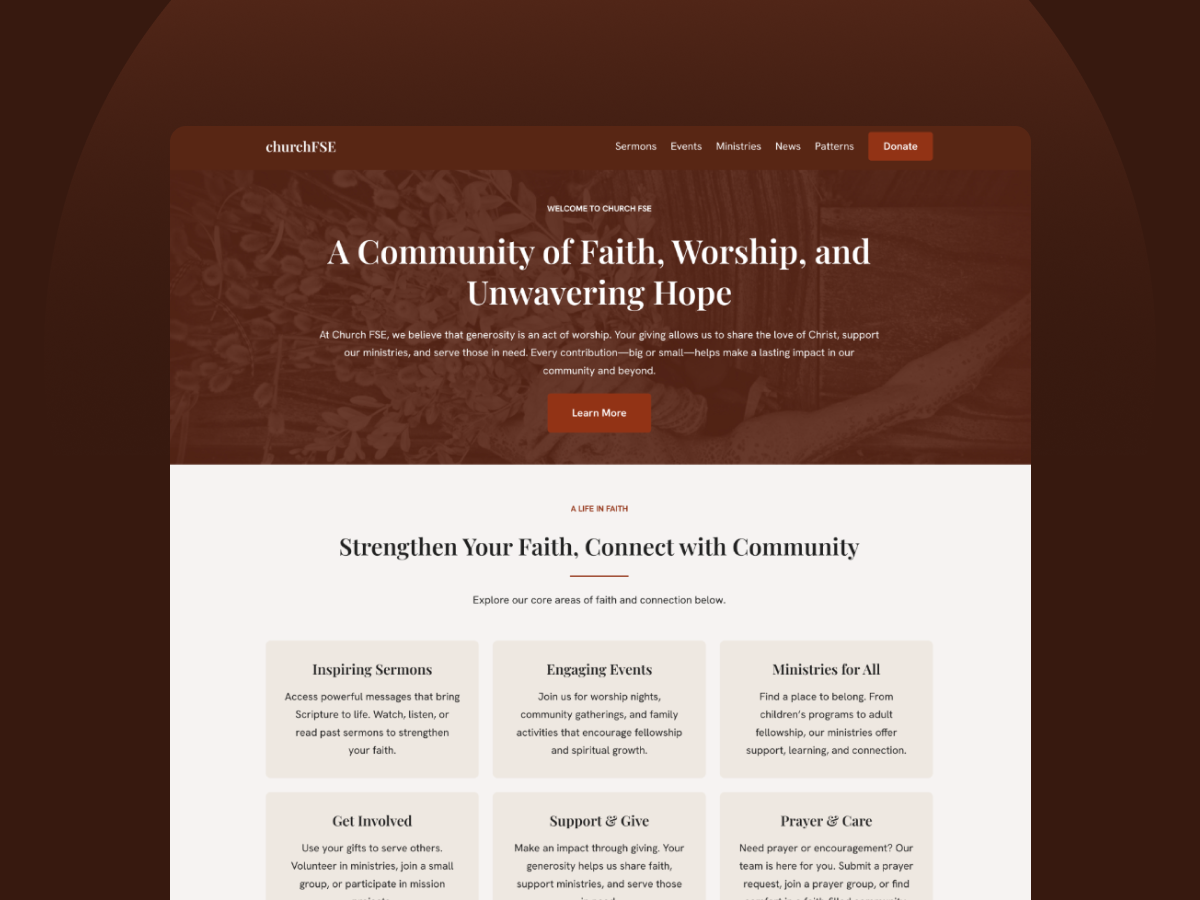 churchFSE
Sermons Events Ministries News Patterns Donate
WELCOME TO CHURCH FSE
A Community of Faith, Worship, and
Unwavering Hope
At Church FSE, we believe that generosity is an act of worship. Your giving allows us to share the love of Christ, support
our ministries, and serve those in need. Every contribution—big or small—helps make a lasting impact in our
community and beyond.
Learn More
A LIFE IN FAITH
Strengthen Your Faith, Connect with Community
Explore our core areas of faith and connection below.
Inspiring Sermons
Access powerful messages that bring
Scripture to life. Watch, listen, or
read past sermons to strengthen
your faith.
Engaging Events
Join us for worship nights,
community gatherings, and family
activities that encourage fellowship
and spiritual growth.
Ministries for All
Find a place to belong. From
children’s programs to adult
fellowship, our ministries offer
support, learning, and connection.
Get Involved
Use your gifts to serve others.
Volunteer in ministries, join a small
group, or participate in mission
Support & Give
Make an impact through giving. Your
generosity helps us share faith,
support ministries, and serve those
Prayer & Care
Need prayer or encouragement? Our
team is here for you. Submit a prayer
request, join a prayer group, or find